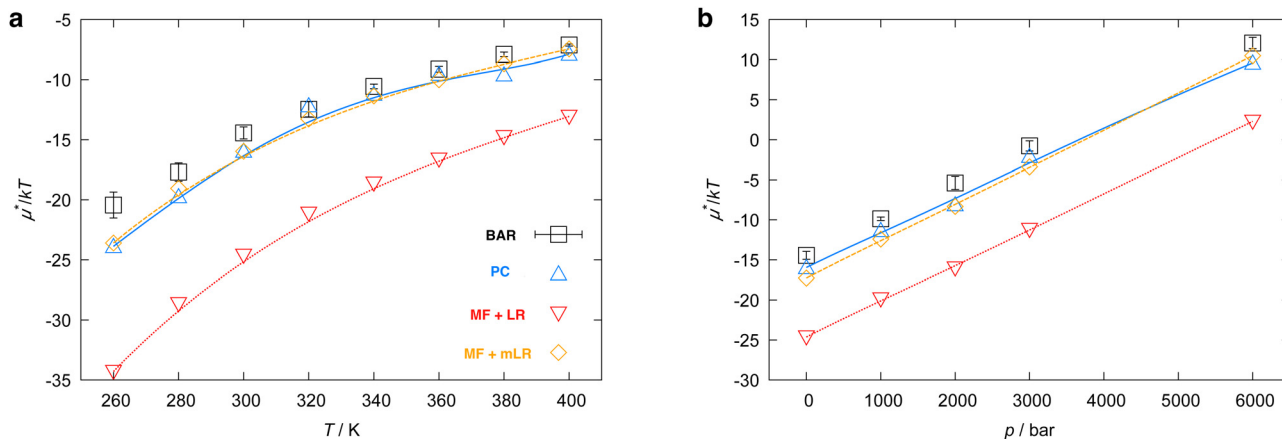 a
-5
-10
-15
-20
-25
-30
-35
μ*/kT
260 280 300 320 340 360 380 400
T / K
BAR
PC
MF + LR
MF + mLR
b
15
10
5
0
-5
-10
-15
-20
-25
-30
μ*/kT
0 1000 2000 3000 4000 5000 6000
p / bar